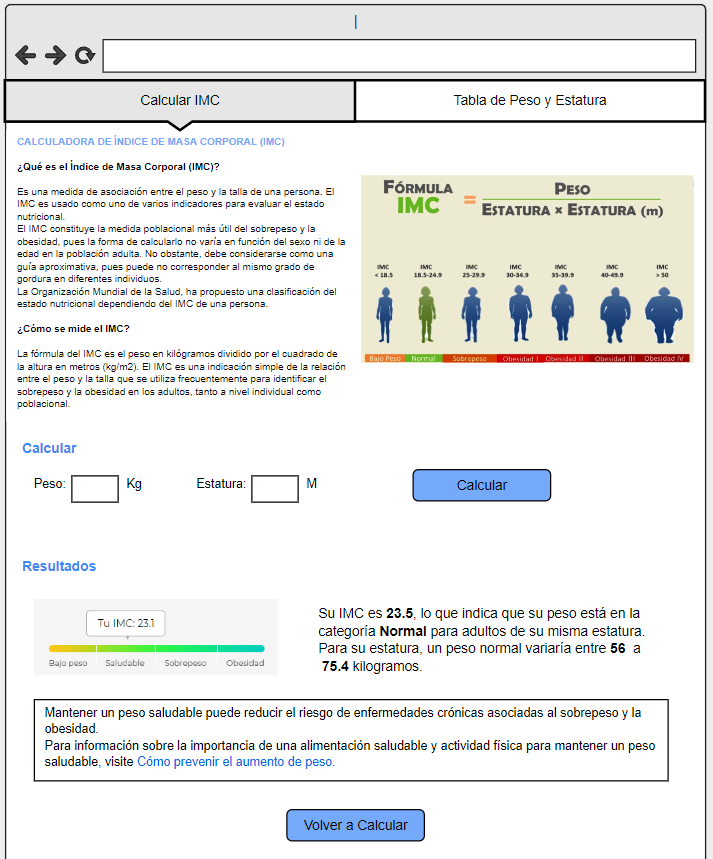 Calcular IMC
Tabla de Peso y Estatura
CALCULADORA DE ÍNDICE DE MASA CORPORAL (IMC)
¿Qué es el Índice de Masa Corporal (IMC)?
Es una medida de asociación entre el peso y la talla de una persona. El
IMC es usado como uno de varios indicadores para evaluar el estado
nutricional.
El IMC constituye la medida poblacional más útil del sobrepeso y la
obesidad, pues la forma de calcularlo no varía en función del sexo ni de la
edad en la población adulta. No obstante, debe considerarse como una
guía aproximativa, pues puede no corresponder al mismo grado de
gordura en diferentes individuos.
La Organización Mundial de la Salud, ha propuesto una clasificación del
estado nutricional dependiendo del IMC de una persona.
¿Cómo se mide el IMC?
La fórmula del IMC es el peso en kilógramos dividido por el cuadrado de
la altura en metros (kg/m2). El IMC es una indicación simple de la relación
entre el peso y la talla que se utiliza frecuentemente para identificar el
sobrepeso y la obesidad en los adultos, tanto a nivel individual como
poblacional.
FÓRMULA
IMC
=
PESO
ESTATURA × ESTATURA (m)
IMC IMC IMC IMC IMC IMC IMC
< 18.5 18.5-24.9 25-29.9 30-34.9 35-39.9 40-49.9 > 50
Bajo Peso Normal Sobrepeso Obesidad I Obesidad II Obesidad III Obesidad IV
Calcular
Peso: Kg Estatura: M Calcular
Resultados
Tu IMC: 23.1
Bajo peso Saludable Sobrepeso Obesidad
Su IMC es 23.5, lo que indica que su peso está en la
categoría Normal para adultos de su misma estatura.
Para su estatura, un peso normal variaría entre 56 a
75.4 kilogramos.
Mantener un peso saludable puede reducir el riesgo de enfermedades crónicas asociadas al sobrepeso y la
obesidad.
Para información sobre la importancia de una alimentación saludable y actividad física para mantener un peso
saludable, visite Cómo prevenir el aumento de peso.
Volver a Calcular